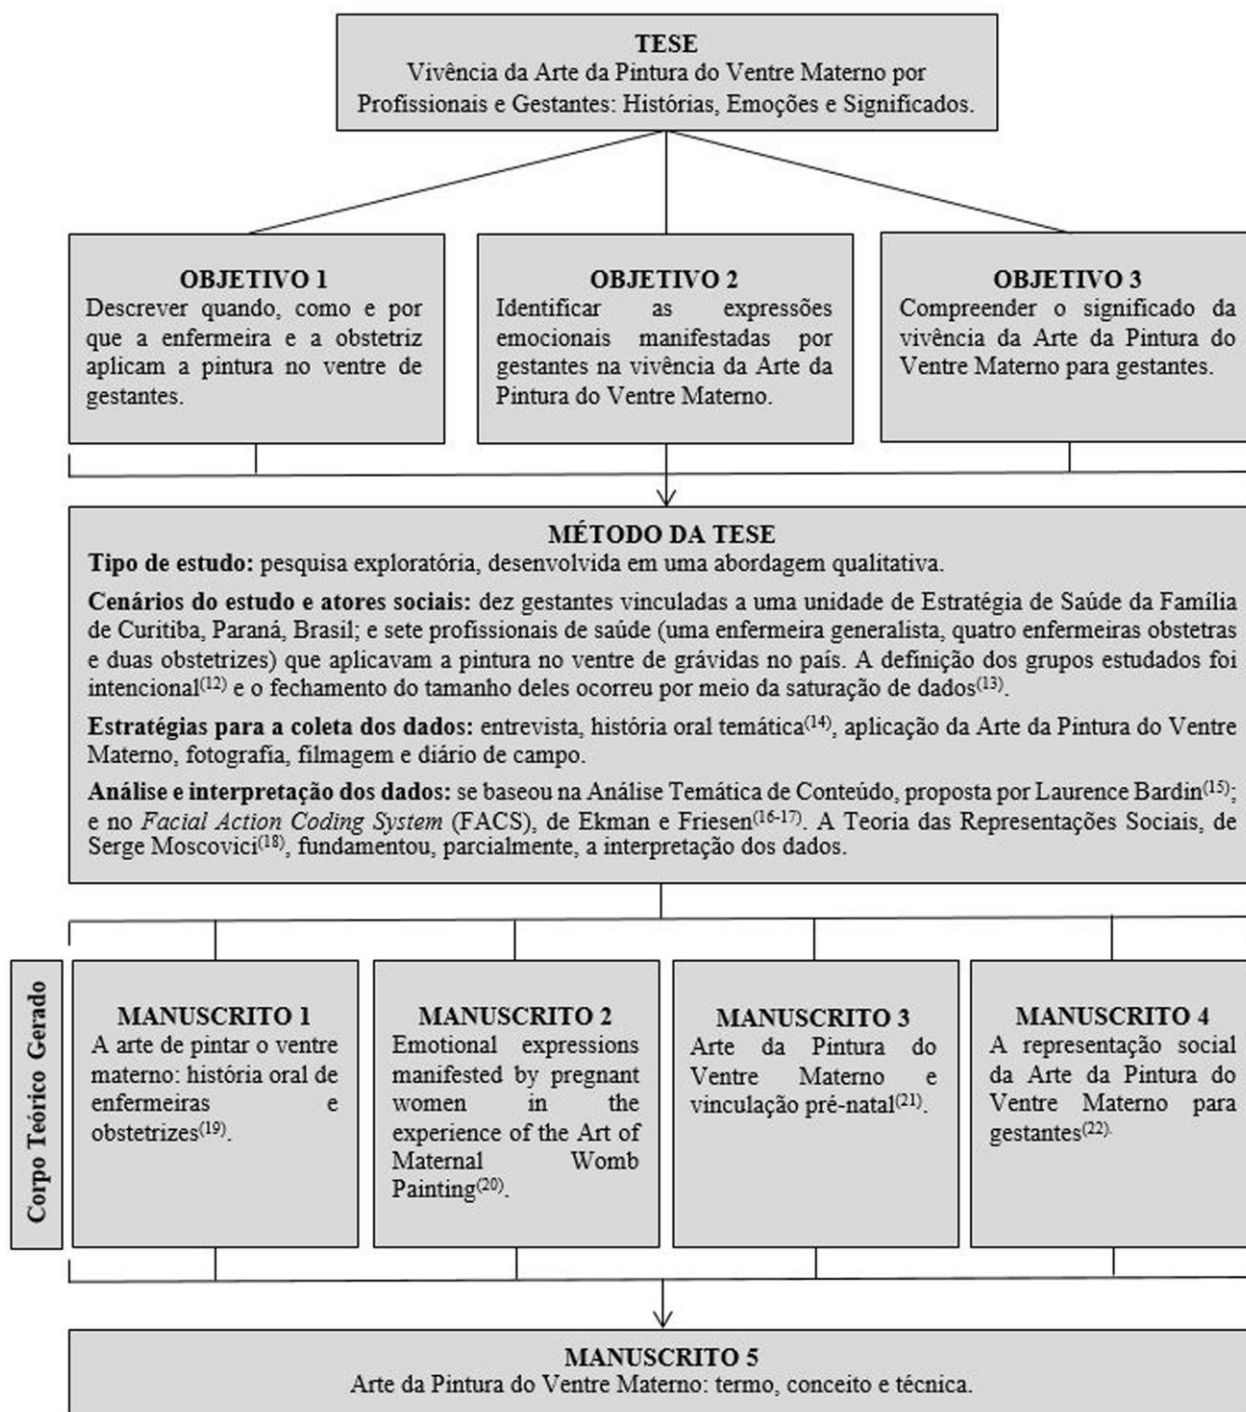 TESE
Vivência da Arte da Pintura do Ventre Materno por
Profissionais e Gestantes: Histórias, Emoções e Significados.
OBJETIVO 1
Descrever quando, como e por
que a enfermeira e a obstetriz
aplicam a pintura no ventre de
gestantes.
OBJETIVO 2
Identificar as expressões
emocionais manifestadas por
gestantes na vivência da Arte da
Pintura do Ventre Materno.
OBJETIVO 3
Compreender o significado da
vivência da Arte da Pintura do
Ventre Materno para gestantes.
MÉTODO DA TESE
Tipo de estudo: pesquisa exploratória, desenvolvida em uma abordagem qualitativa.
Cenários do estudo e atores sociais: dez gestantes vinculadas a uma unidade de Estratégia de Saúde da Família
de Curitiba, Paraná, Brasil; e sete profissionais de saúde (uma enfermeira generalista, quatro enfermeiras obstetras
e duas obstetrizes) que aplicavam a pintura no ventre de grávidas no país. A definição dos grupos estudados foi
intencional(12) e o fechamento do tamanho deles ocorreu por meio da saturação de dados(13).
Estratégias para a coleta dos dados: entrevista, história oral temática(14), aplicação da Arte da Pintura do Ventre
Materno, fotografia, filmagem e diário de campo.
Análise e interpretação dos dados: se baseou na Análise Temática de Conteúdo, proposta por Laurence Bardin(15);
e no Facial Action Coding System (FACS), de Ekman e Friesen(16-17). A Teoria das Representações Sociais, de
Serge Moscovici(18), fundamentou, parcialmente, a interpretação dos dados.
Corpo Teórico Gerado
MANUSCRITO 1
A arte de pintar o ventre
materno: história oral de
enfermeiras e
obstetrizes(19).
MANUSCRITO 2
Emotional expressions
manifested by pregnant
women in the
experience of the Art of
Maternal Womb
Painting(20).
MANUSCRITO 3
Arte da Pintura do
Ventre Materno e
vinculação pré-natal(21).
MANUSCRITO 4
A representação social
da Arte da Pintura do
Ventre Materno para
gestantes(22).
MANUSCRITO 5
Arte da Pintura do Ventre Materno: termo, conceito e técnica.